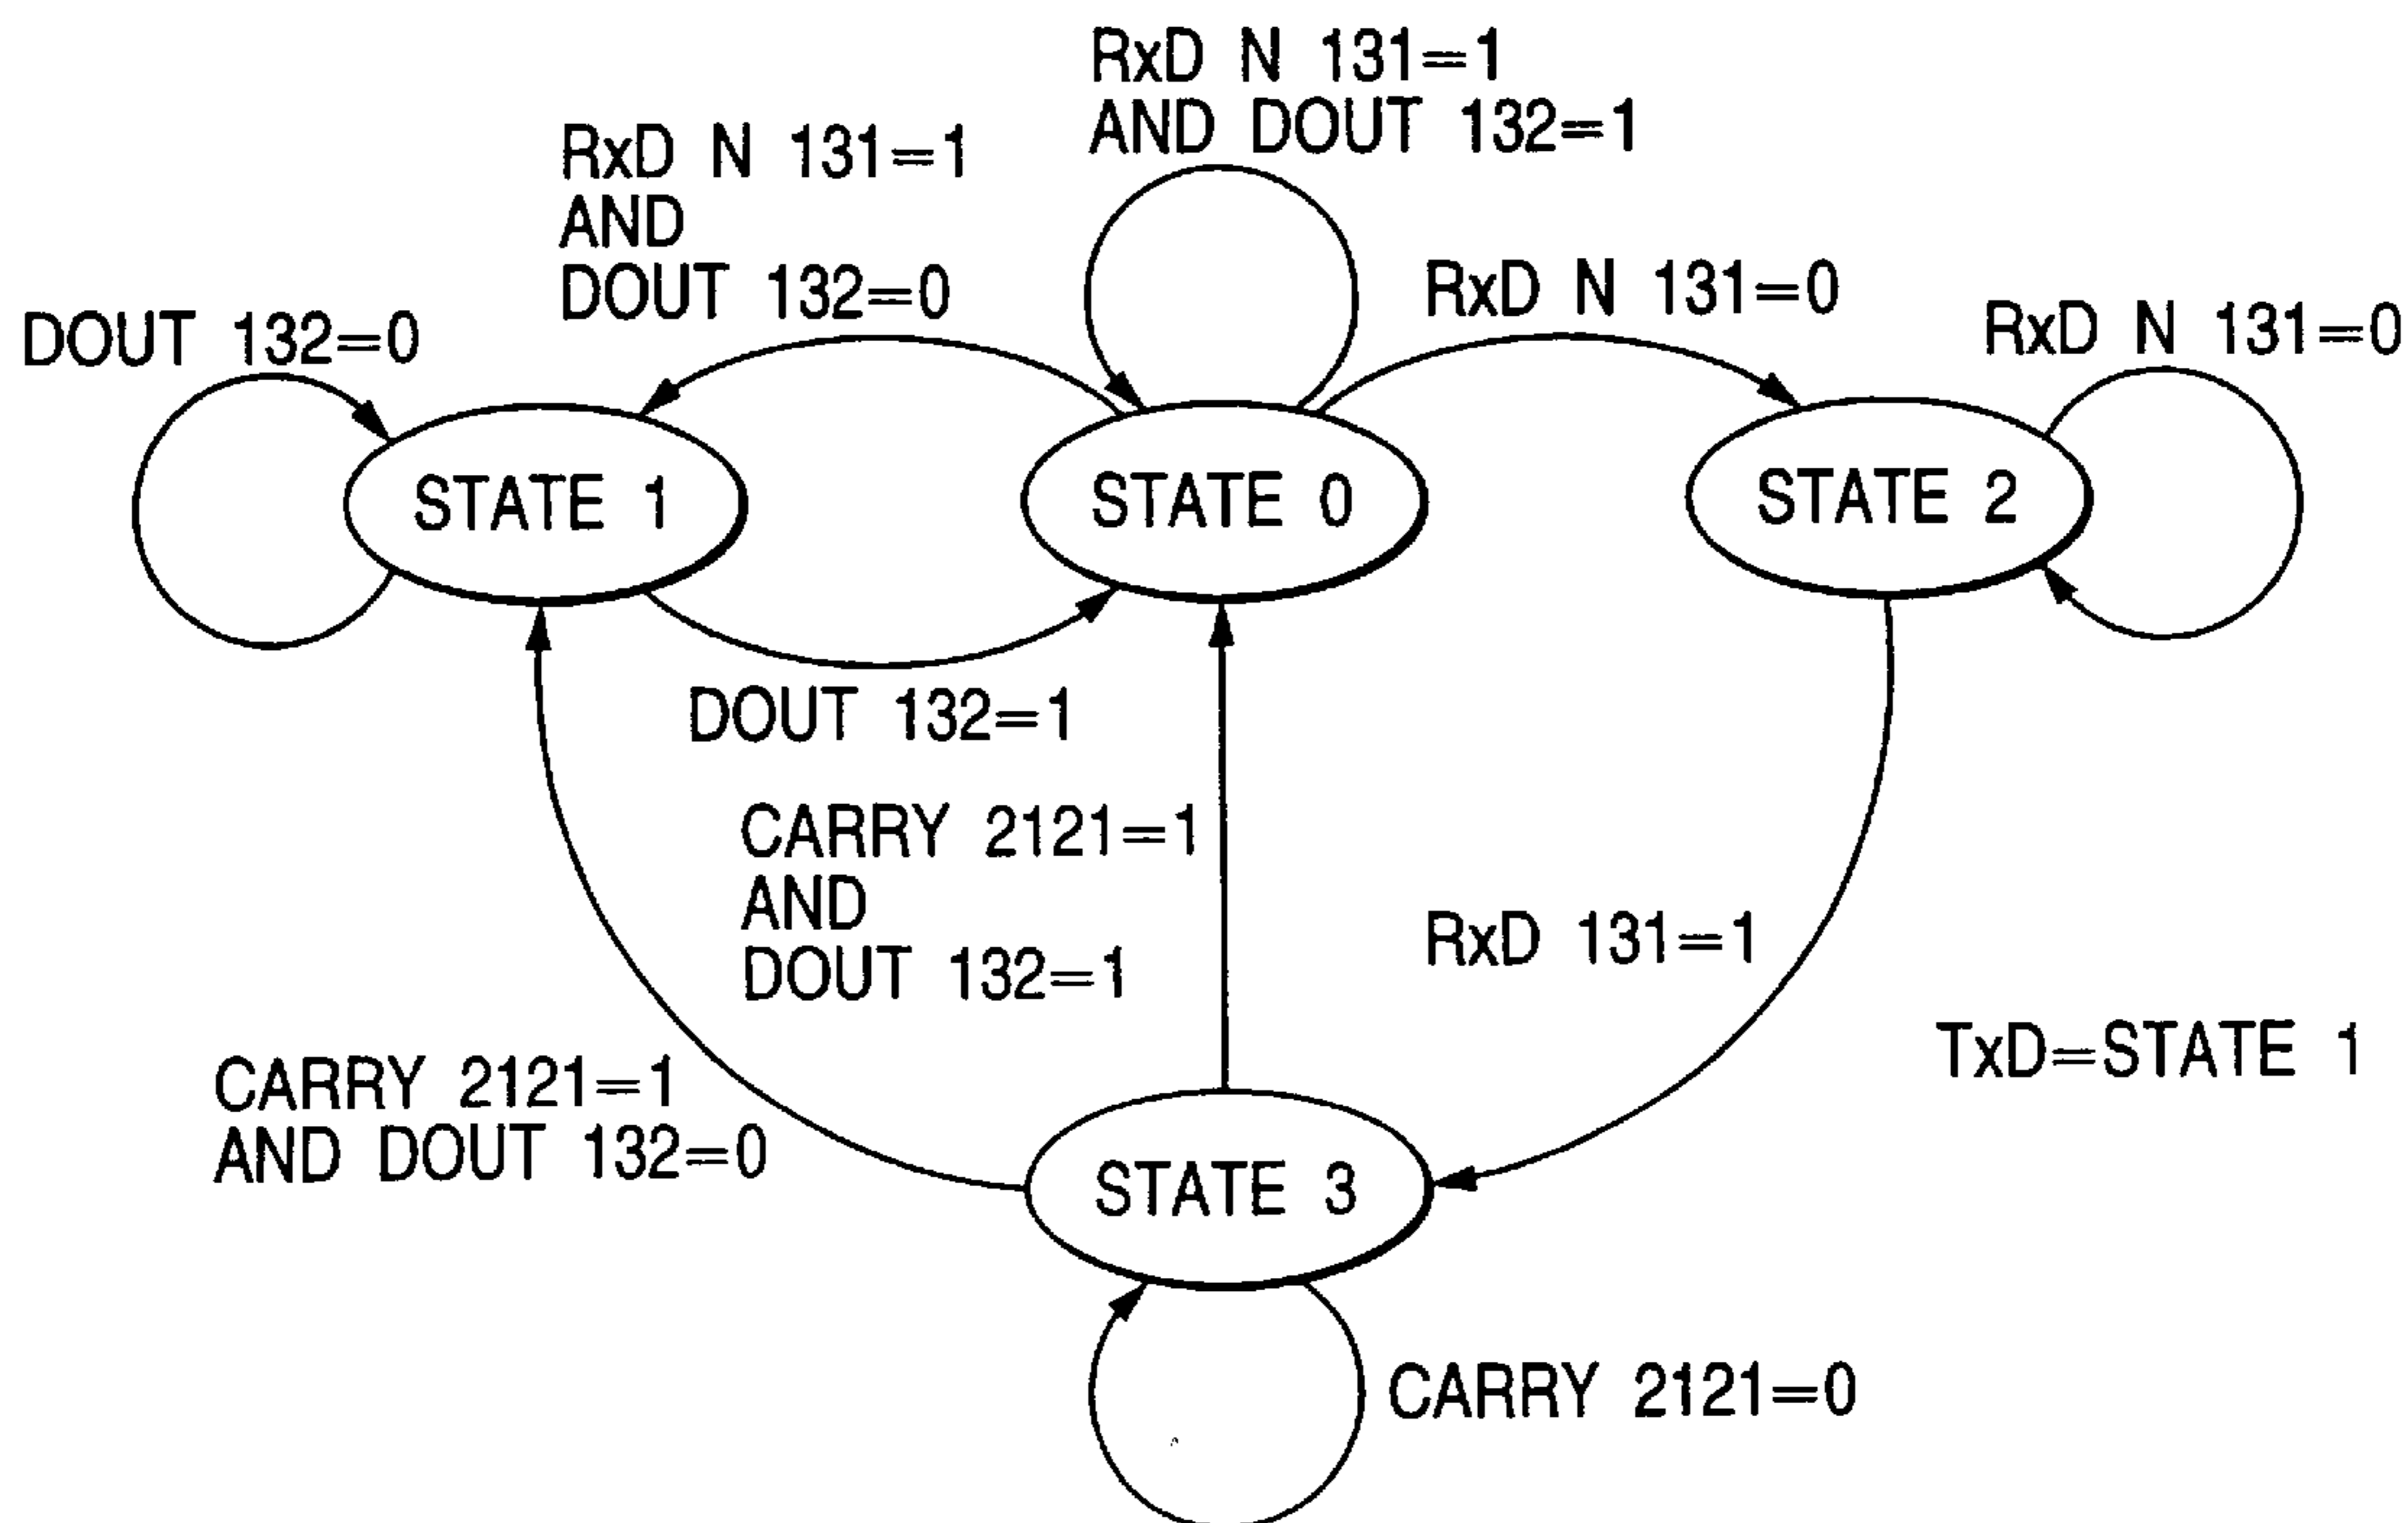 RxD N 131=1
AND DOUT 132=1
RxD N 131=1
AND
DOUT 132=0
RxD N 131=0
RxD N 131=0
DOUT 132=0
STATE 1
STATE 0
STATE 2
DOUT 132=1
CARRY 2121=1
AND
DOUT 132=1
RxD 131=1
TxD=STATE 1
CARRY 2121=1
AND DOUT 132=0
STATE 3
CARRY 2121=0